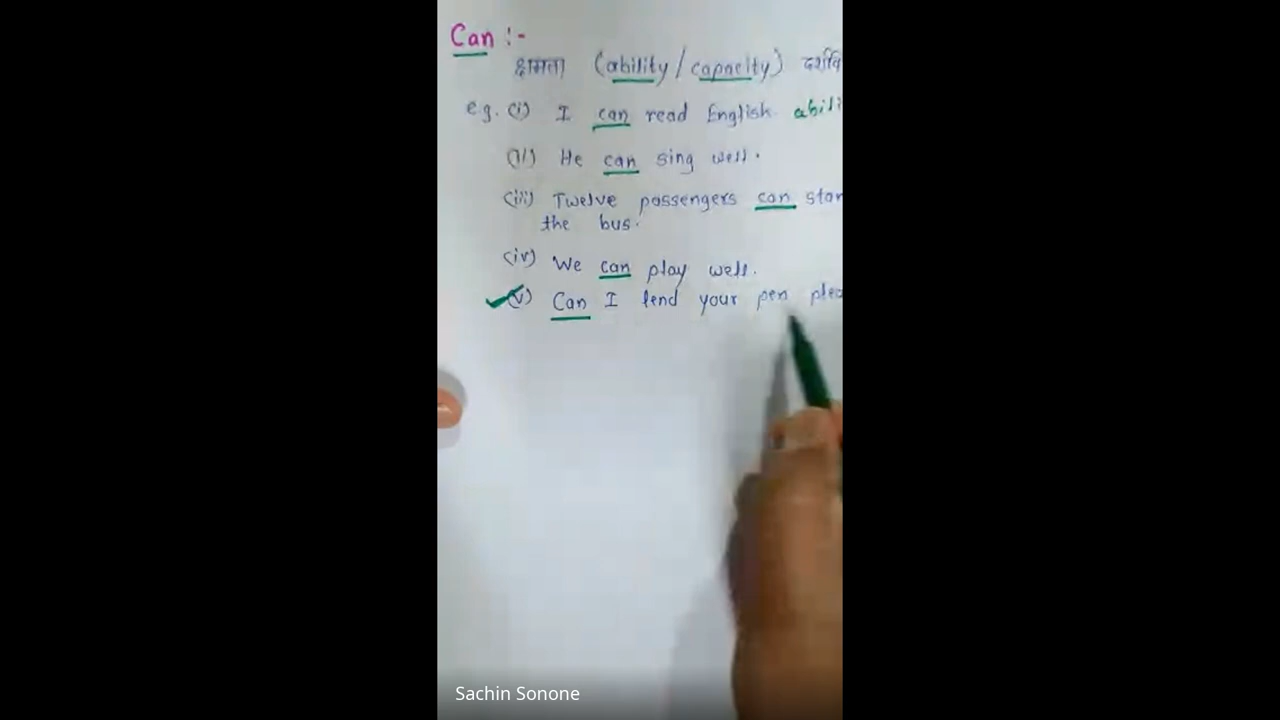 Can :-
क्षमता (ability / capacity)
e.g. (i) I can read English.
(ii) He can sing well.
(iii) Twelve passengers can
the bus.
(iv) We can play well.
(v) Can I lend your pen
Sachin Sonone